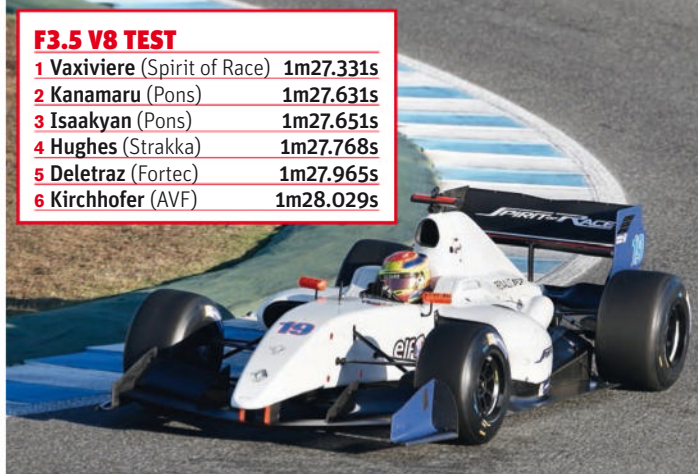 F3.5 V8 TEST
1 Vaxiviere (Spirit of Race) 1m27.331s
2 Kanamaru (Pons) 1m27.631s
3 Isaakyan (Pons) 1m27.651s
4 Hughes (Strakka) 1m27.768s
5 Deletraz (Fortec) 1m27.965s
6 Kirchhofer (AVF) 1m28.029s
SPIRIT OF RACE
19
19
elf